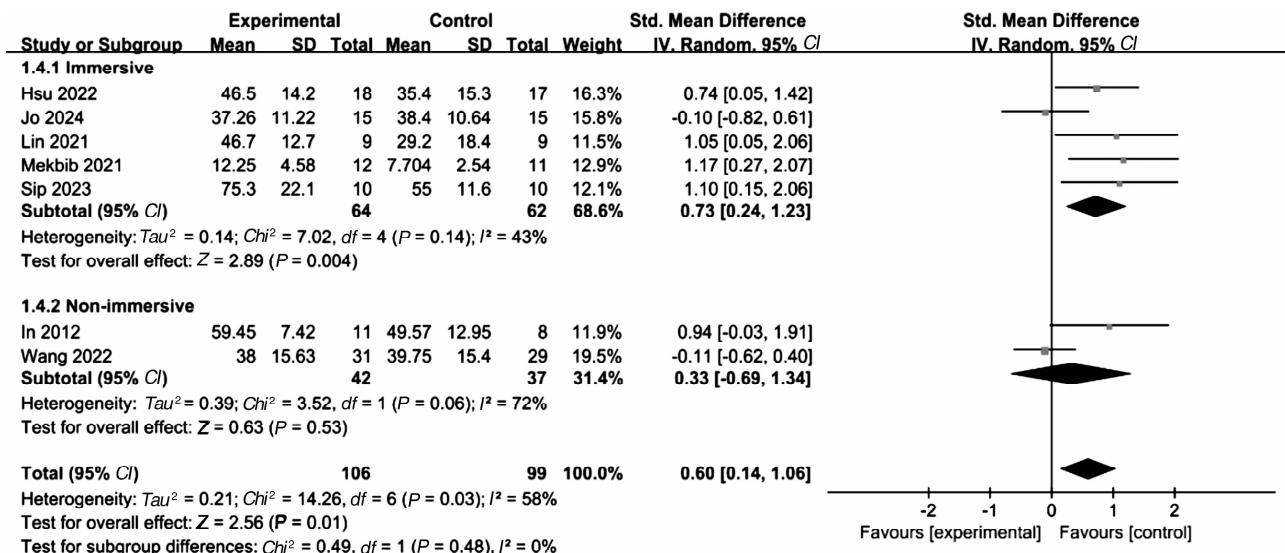 Experimental Control Std. Mean Difference Std. Mean Difference
Study or Subgroup Mean SD Total Mean SD Total Weight IV. Random. 95% CI IV. Random. 95% CI
1.4.1 Immersive
Hsu 2022 46.5 14.2 18 35.4 15.3 17 16.3% 0.74 [0.05, 1.42]
Jo 2024 37.26 11.22 15 38.4 10.64 15 15.8% -0.10 [-0.82, 0.61]
Lin 2021 46.7 12.7 9 29.2 18.4 9 11.5% 1.05 [0.05, 2.06]
Mekbib 2021 12.25 4.58 12 7.704 2.54 11 12.9% 1.17 [0.27, 2.07]
Sip 2023 75.3 22.1 10 55 11.6 10 12.1% 1.10 [0.15, 2.06]
Subtotal (95% CI) 64 62 68.6% 0.73 [0.24, 1.23]
Heterogeneity: Tau² = 0.14; Chi² = 7.02, df = 4 (P = 0.14); I² = 43%
Test for overall effect: Z = 2.89 (P = 0.004)
1.4.2 Non-immersive
In 2012 59.45 7.42 11 49.57 12.95 8 11.9% 0.94 [-0.03, 1.91]
Wang 2022 38 15.63 31 39.75 15.4 29 19.5% -0.11 [-0.62, 0.40]
Subtotal (95% CI) 42 37 31.4% 0.33 [-0.69, 1.34]
Heterogeneity: Tau² = 0.39; Chi² = 3.52, df = 1 (P = 0.06); I² = 72%
Test for overall effect: Z = 0.63 (P = 0.53)
Total (95% CI) 106 99 100.0% 0.60 [0.14, 1.06]
Heterogeneity: Tau² = 0.21; Chi² = 14.26, df = 6 (P = 0.03); I² = 58%
Test for overall effect: Z = 2.56 (P = 0.01)
Test for subgroup differences: Chi² = 0.49, df = 1 (P = 0.48), I² = 0%
-2 -1 0 1 2
Favours [experimental] Favours [control]